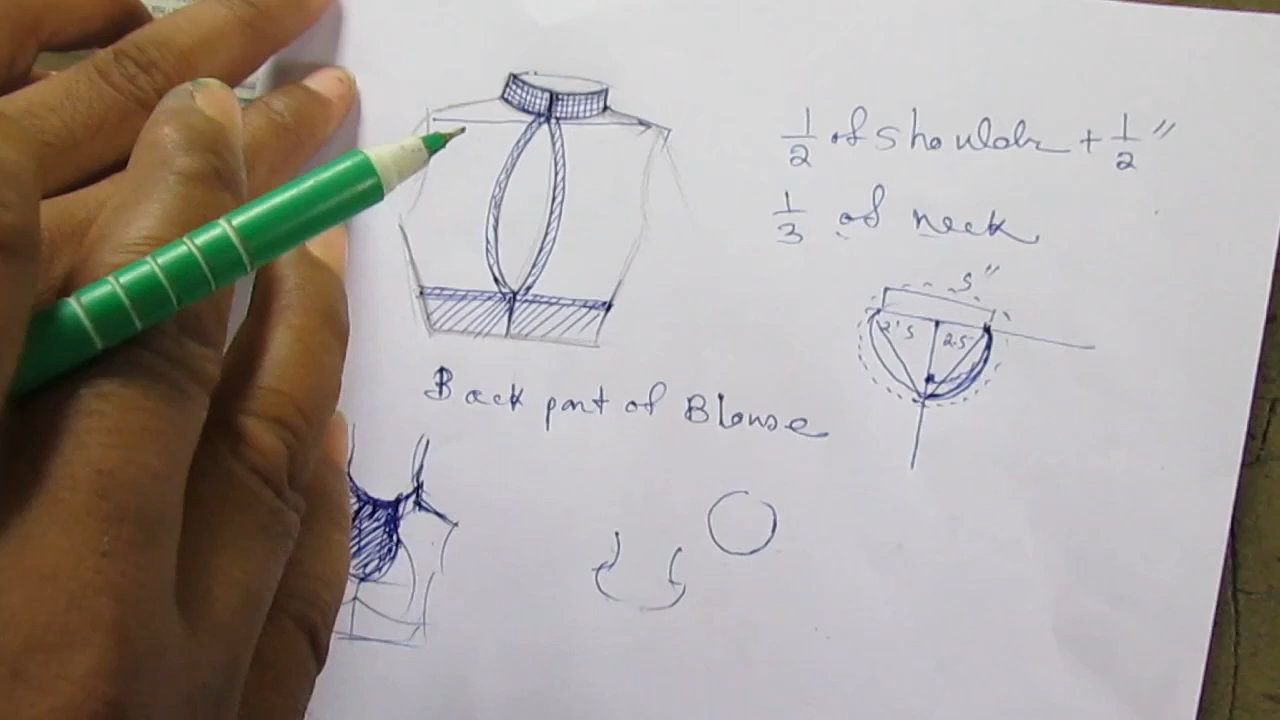 1/2 of shoulder + 1/2"
1/3 of neck
5"
2.5 2.5
Back part of Blouse